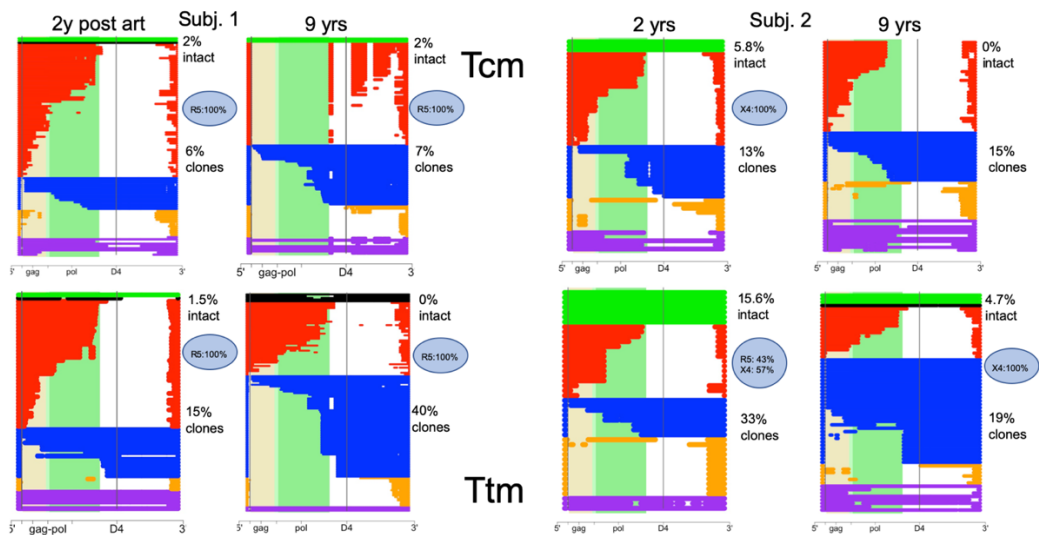 2y post art
Subj. 1
9 yrs
2 yrs
Subj. 2
9 yrs
2%
intact
R5:100%
6%
clones
2%
intact
R5:100%
7%
clones
Tcm
5.8%
intact
X4:100%
13%
clones
0%
intact
15%
clones
5' gag pol D4 3'
5' gag-pol D4 3'
5' gag pol D4 3'
5' gag pol D4 3'
1.5%
intact
R5:100%
15%
clones
0%
intact
R5:100%
40%
clones
Ttm
15.6%
intact
R5: 43%
X4: 57%
33%
clones
4.7%
intact
X4:100%
19%
clones
5' gag-pol D4 3'
5' gag pol D4 3'
5' gag pol D4 3'
5' gag pol D4 3'